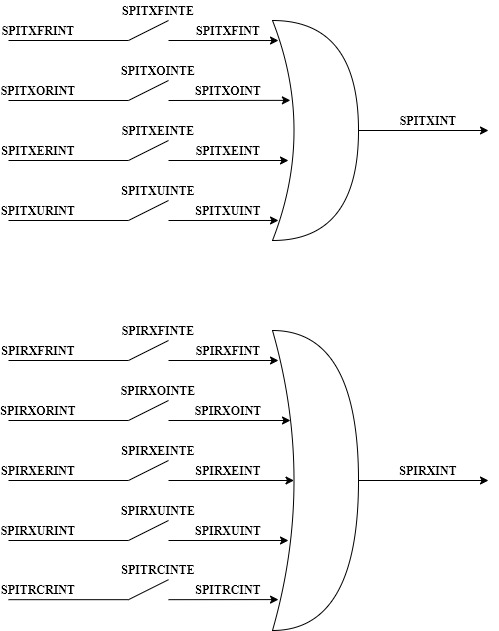 SPITXFINTE
SPITXFRINT SPITXFINT
SPITXOINTE
SPITXORINT SPITXOINT
SPITXINT
SPITXEINTE
SPITXERINT SPITXEINT
SPITXUINTE
SPITXURINT SPITXUINT
SPIRXFINTE
SPIRXFRINT SPIRXFINT
SPIRXOINTE
SPIRXORINT SPIRXOINT
SPIRXEINTE
SPIRXERINT SPIRXEINT SPIRXINT
SPIRXUINTE
SPIRXURINT SPIRXUINT
SPITRCINTE
SPITRCRINT SPITRCINT